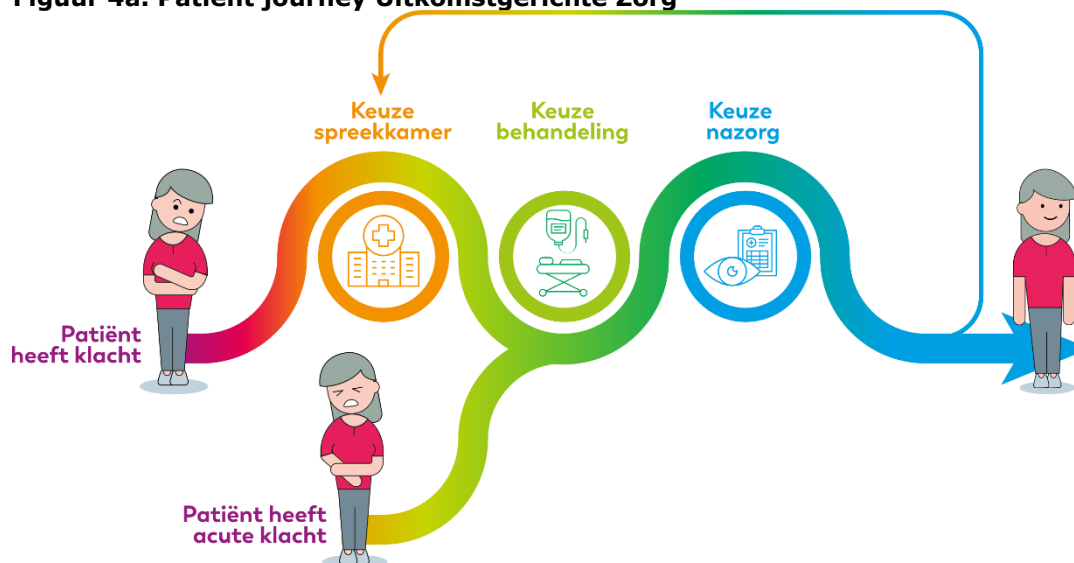 Figuur 4a. Patient journey Uitkomstgerichte Zorg
Keuze
spreekkamer
Keuze
behandeling
Keuze
nazorg
Patiënt
heeft klacht
Patiënt heeft
acute klacht